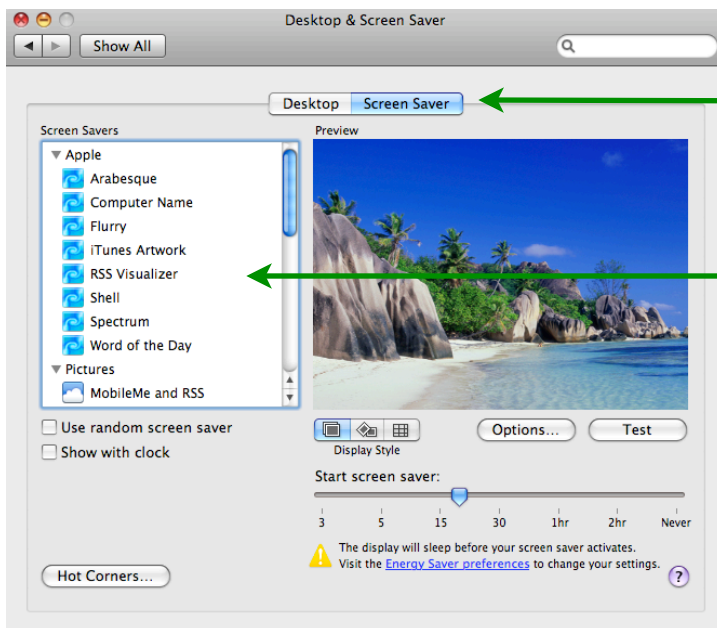 Desktop & Screen Saver
Show All
Desktop Screen Saver
Screen Savers
Preview
Apple
Arabesque
Computer Name
Flurry
iTunes Artwork
RSS Visualizer
Shell
Spectrum
Word of the Day
Pictures
MobileMe and RSS
Use random screen saver
Show with clock
Display Style
Options... Test
Start screen saver:
3 5 15 30 1hr 2hr Never
The display will sleep before your screen saver activates.
Visit the Energy Saver preferences to change your settings.
Hot Corners...
?